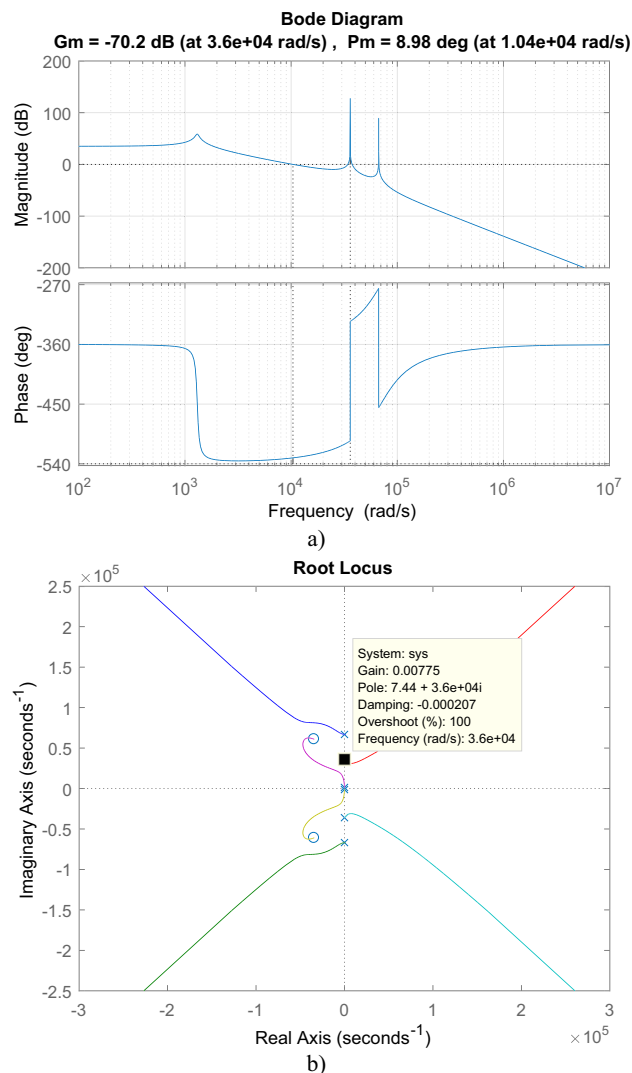 Bode Diagram
Gm = -70.2 dB (at 3.6e+04 rad/s) ,  Pm = 8.98 deg (at 1.04e+04 rad/s)
Magnitude (dB)
200
100
0
-100
-200
Phase (deg)
-270
-360
-450
-540
10^2
10^3
10^4
10^5
10^6
10^7
Frequency  (rad/s)
a)
Root Locus
×10^5
Imaginary Axis (seconds^-1)
2.5
2
1.5
1
0.5
0
-0.5
-1
-1.5
-2
-2.5
System: sys
Gain: 0.00775
Pole: 7.44 + 3.6e+04i
Damping: -0.000207
Overshoot (%): 100
Frequency (rad/s): 3.6e+04
-3
-2
-1
0
1
2
3
Real Axis (seconds^-1)
×10^5
b)